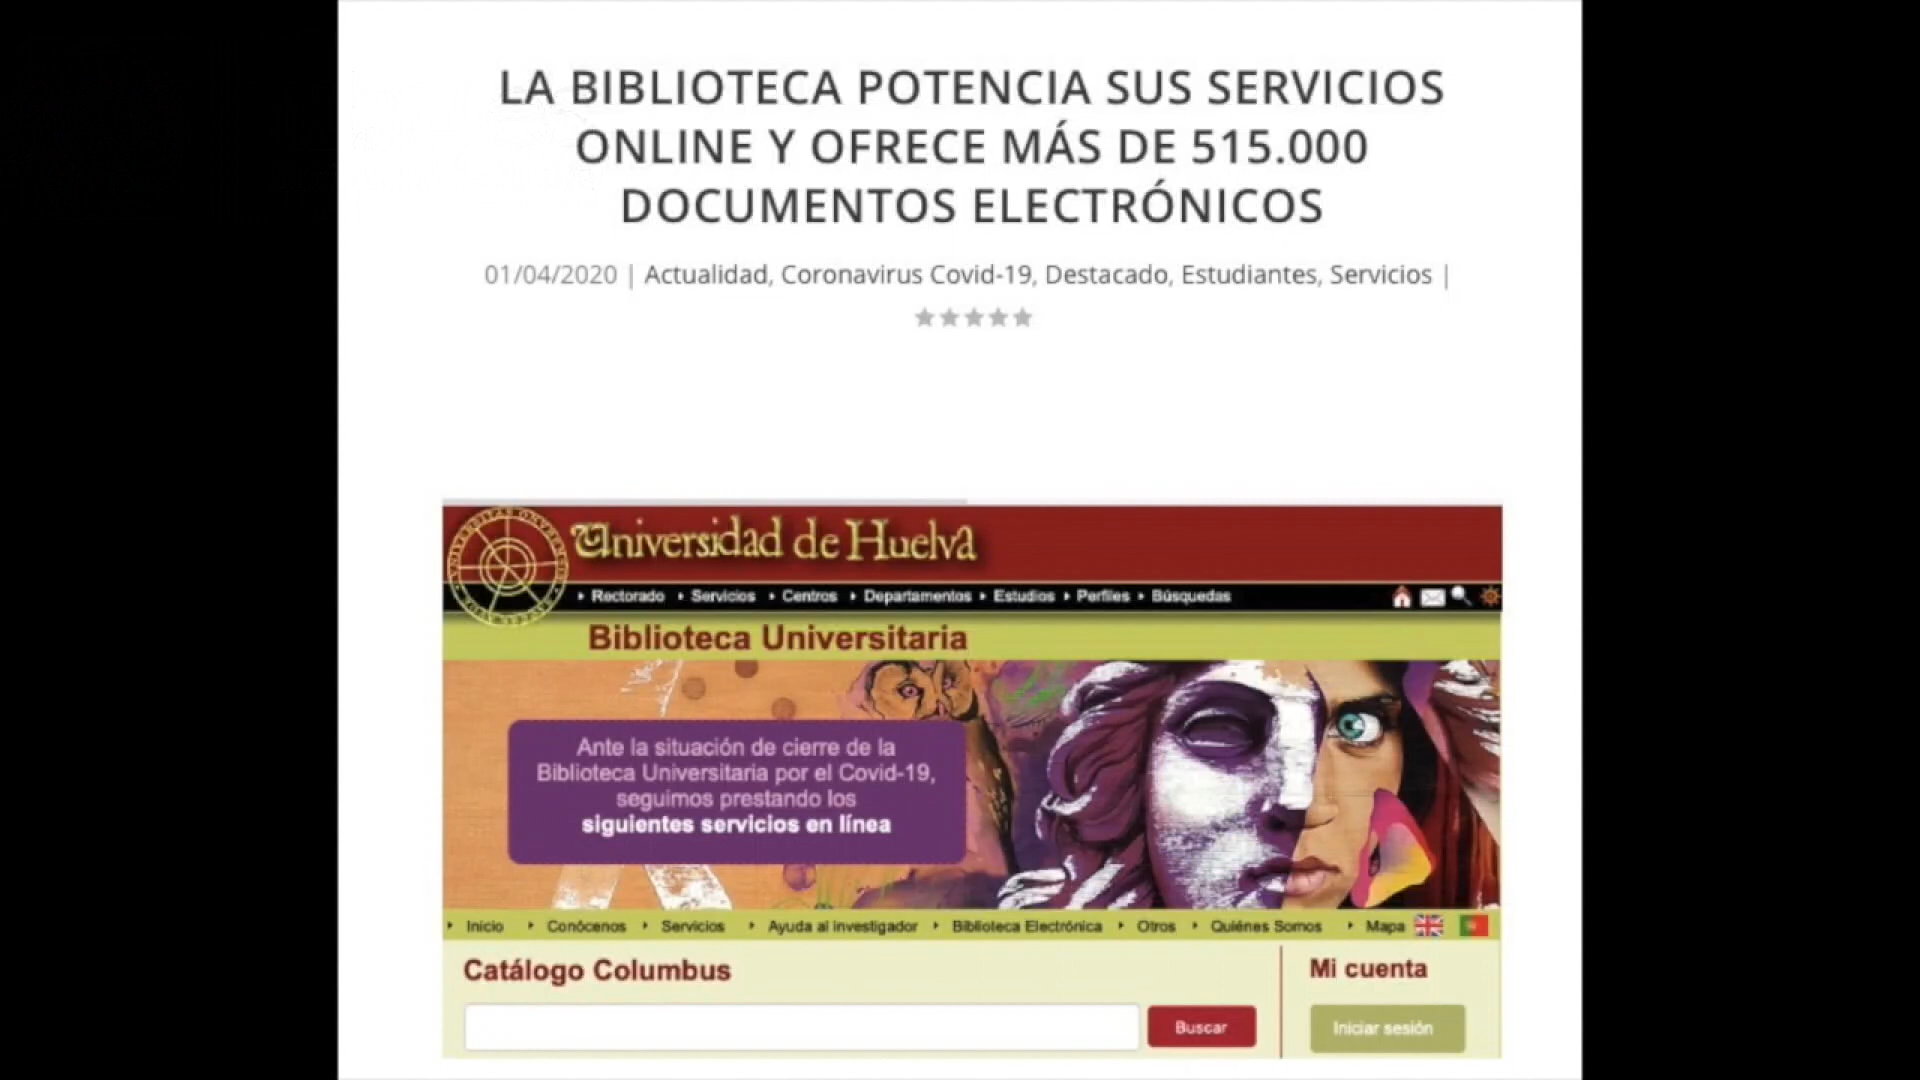 LA BIBLIOTECA POTENCIA SUS SERVICIOS
ONLINE Y OFRECE MÁS DE 515.000
DOCUMENTOS ELECTRÓNICOS
01/04/2020 | Actualidad, Coronavirus Covid-19, Destacado, Estudiantes, Servicios |
Universidad de Huelva
Rectorado Servicios Centros Departamentos Estudios Perfiles Búsquedas
Biblioteca Universitaria
Ante la situación de cierre de la
Biblioteca Universitaria por el Covid-19,
seguimos prestando los
siguientes servicios en línea
Inicio Conócenos Servicios Ayuda al investigador Biblioteca Electrónica Otros Quiénes Somos Mapa
Catálogo Columbus
Mi cuenta
Buscar
Iniciar sesión